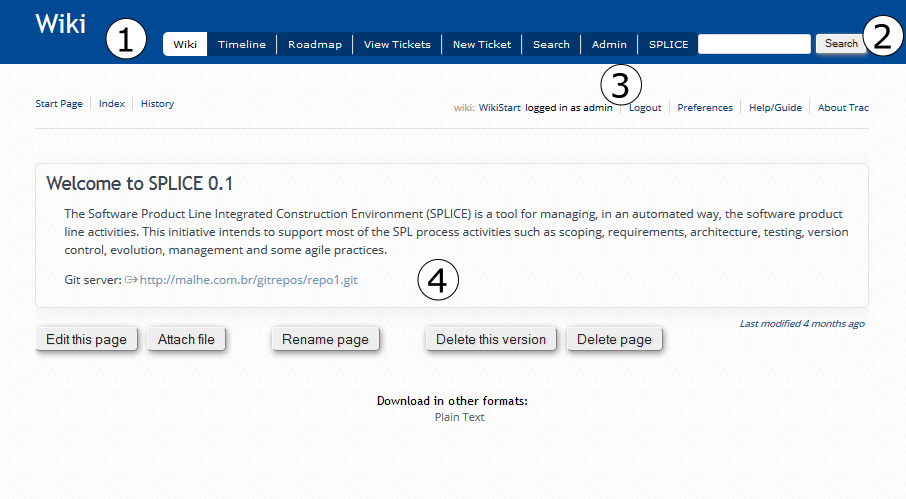 Wiki
1
Wiki Timeline Roadmap View Tickets New Ticket Search Admin SPLICE Search
2
3
Start Page Index History
wiki: WikiStart logged in as admin Logout Preferences Help/Guide About Trac
Welcome to SPLICE 0.1
The Software Product Line Integrated Construction Environment (SPLICE) is a tool for managing, in an automated way, the software product
line activities. This initiative intends to support most of the SPL process activities such as scoping, requirements, architecture, testing, version
control, evolution, management and some agile practices.
Git server: http://malhe.com.br/gitrepos/repo1.git
4
Last modified 4 months ago
Edit this page Attach file Rename page Delete this version Delete page
Download in other formats:
Plain Text